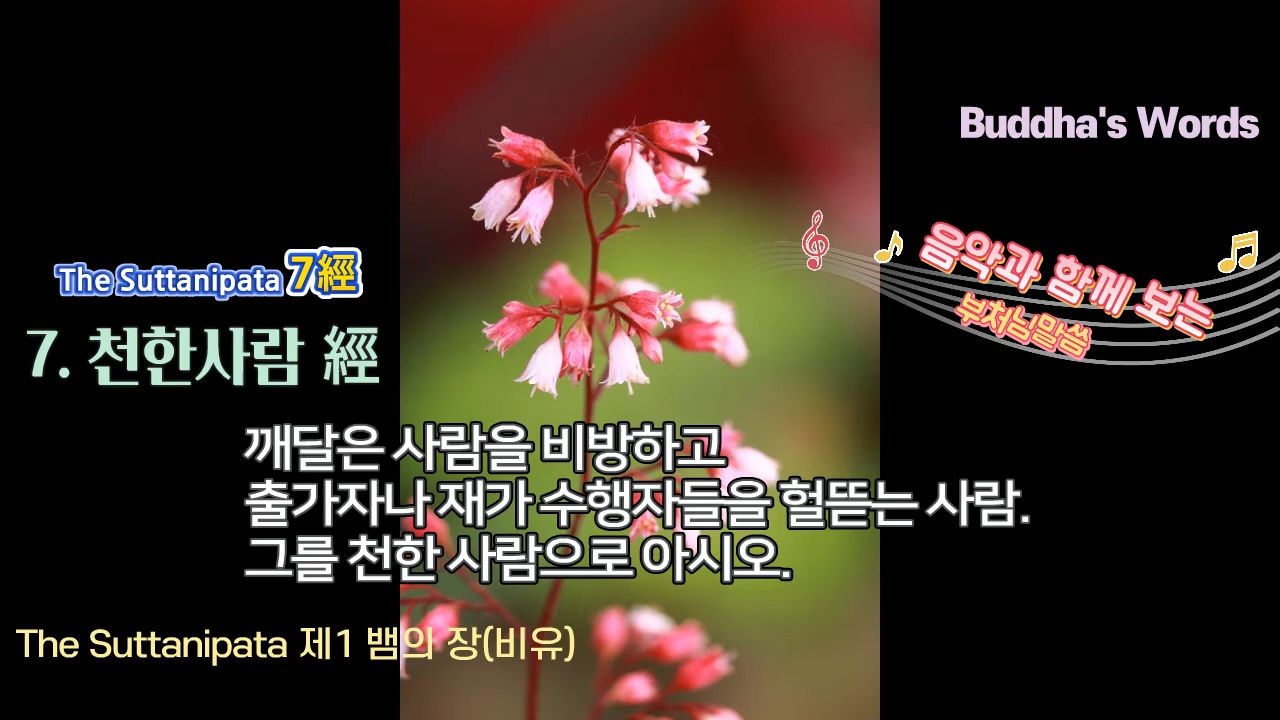 Buddha's Words
음악과 함께 보는
부처님말씀
The Suttanipata 7經
7. 천한사람 經
깨달은 사람을 비방하고
출가자나 재가 수행자들을 헐뜯는 사람.
그를 천한 사람으로 아시오.
The Suttanipata 제1 뱀의 장(비유)